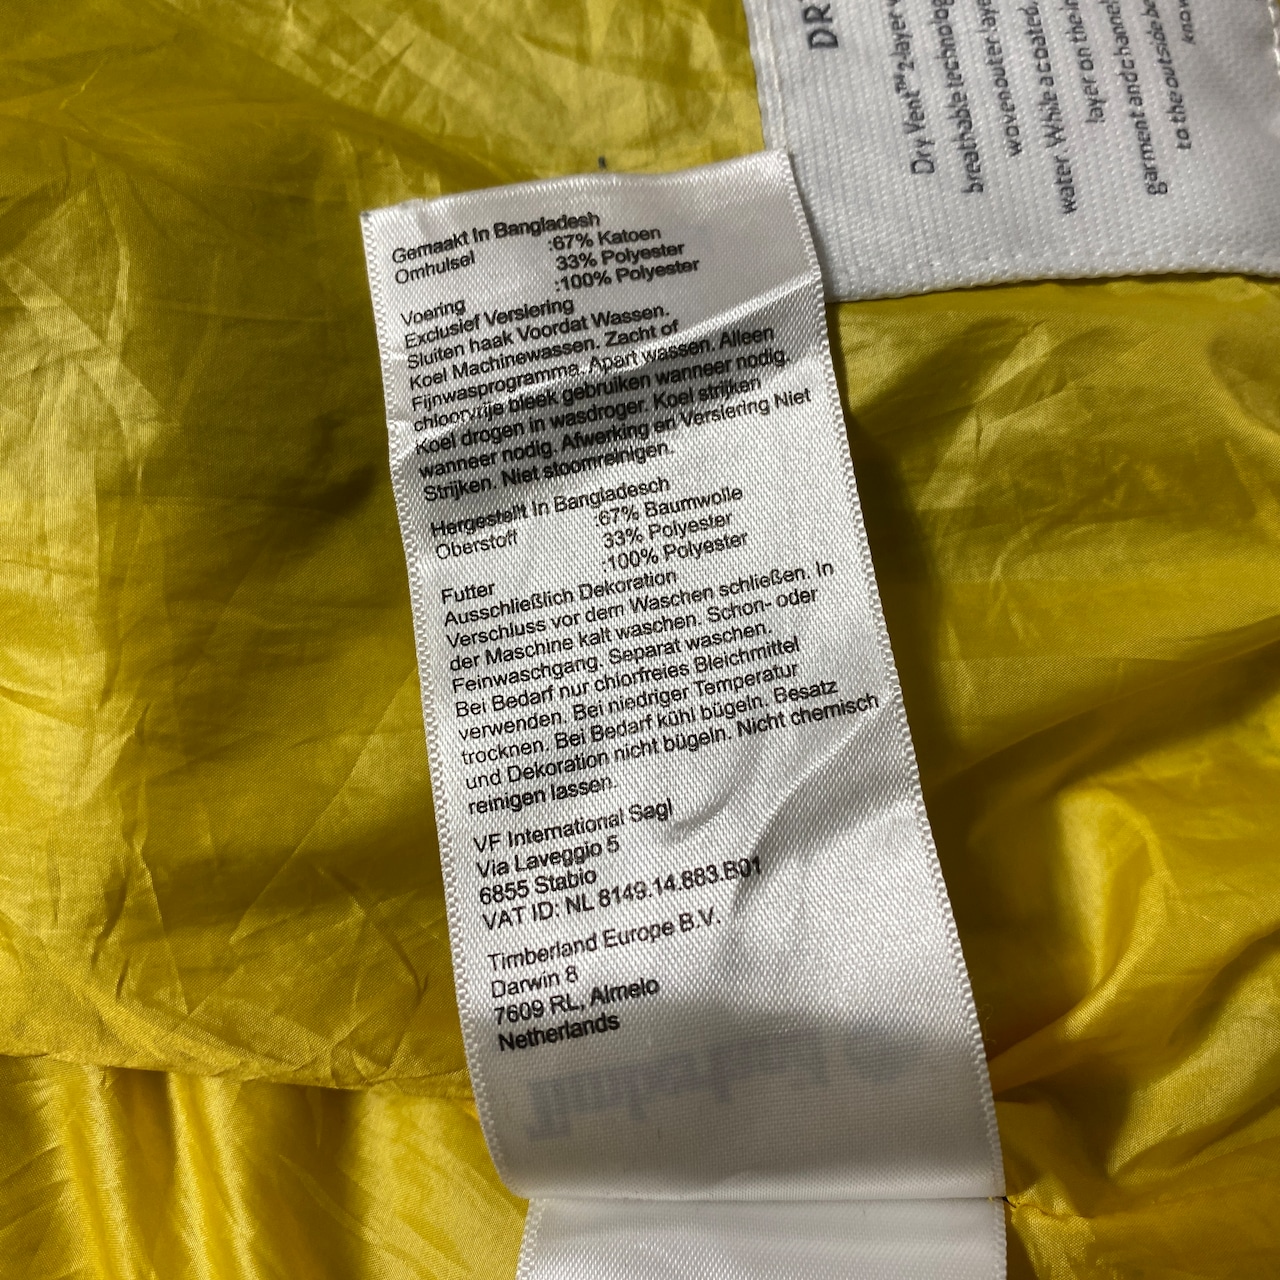 Gemaakt In Bangladesh
Omhulsel :67% Katoen
33% Polyester
:100% Polyester
Voering
Exclusief Versiering
Sluiten haak Voordat Wassen.
Koel Machinewassen. Zacht of
Fijnwasprogramma. Apart wassen. Alleen
chloorvrije bleek gebruiken wanneer nodig.
Koel drogen in wasdroger. Koel strijken
wanneer nodig. Afwerking en Versiering Niet
Strijken. Niet stoomreinigen.
Hergestellt In Bangladesch
Oberstoff :67% Baumwolle
33% Polyester
:100% Polyester
Futter
Ausschließlich Dekoration
Verschluss vor dem Waschen schließen. In
der Maschine kalt waschen. Schon- oder
Feinwaschgang. Separat waschen.
Bei Bedarf nur chlorfreies Bleichmittel
verwenden. Bei niedriger Temperatur
trocknen. Bei Bedarf kühl bügeln. Besatz
und Dekoration nicht bügeln. Nicht chemisch
reinigen lassen.
VF International Sagl
Via Laveggio 5
6855 Stabio
VAT ID: NL 8149.14.883.B01
Timberland Europe B.V.
Darwin 8
7609 RL, Almelo
Netherlands
DR
Dry Vent™ 2-layer
breathable technolog
woven outer laye
water. While a coated,
layer on the in
garment and channel
to the outside be
know